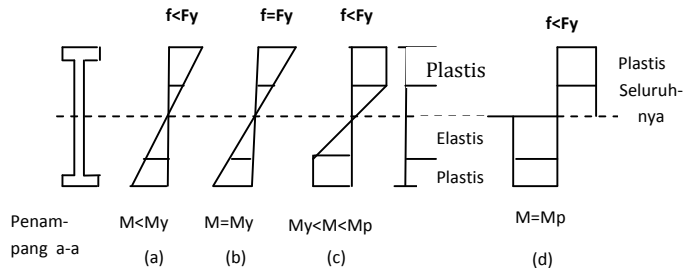 f<Fy f=Fy f<Fy f<Fy
Plastis
Plastis
Seluruh-
nya
Elastis
Plastis
Penam-
pang a-a
M<My M=My My<M<Mp M=Mp
(a) (b) (c) (d)